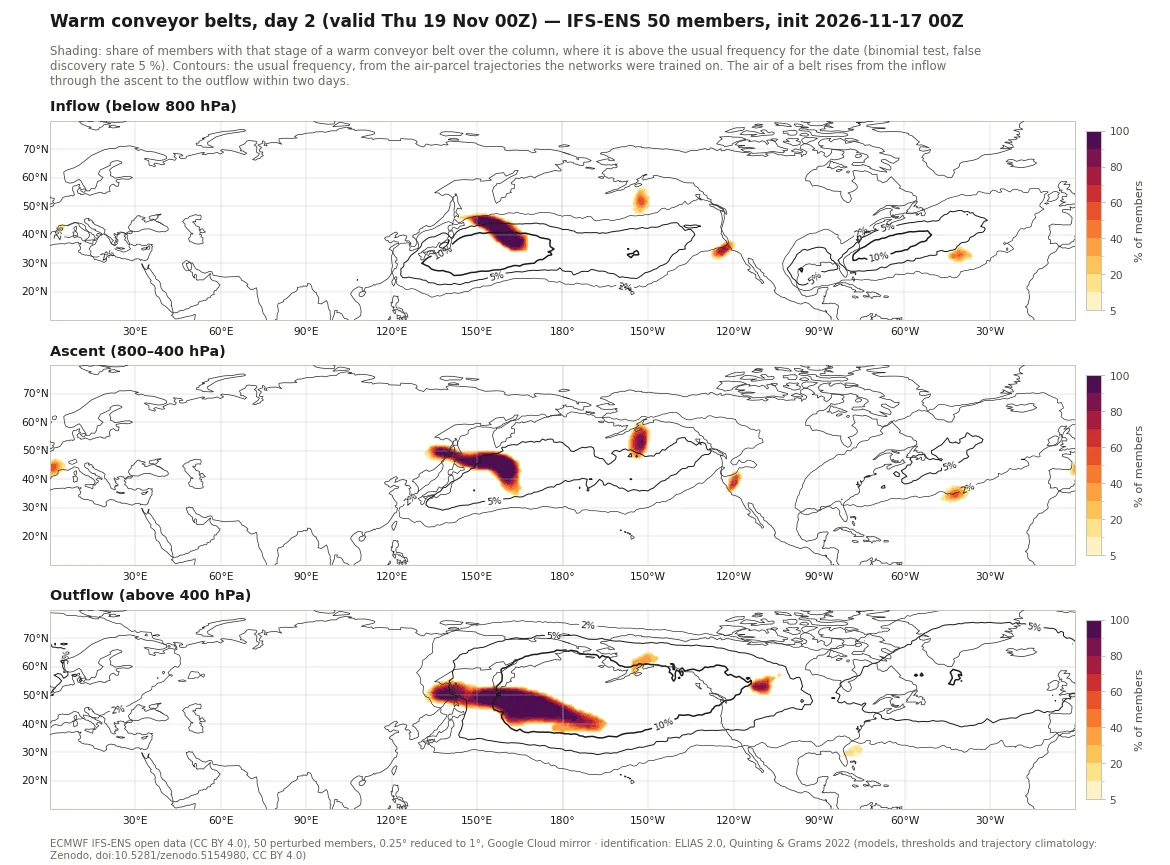 Warm conveyor belts, day 2 (valid Thu 19 Nov 00Z) — IFS-ENS 50 members, init 2026-11-17 00Z
Shading: share of members with that stage of a warm conveyor belt over the column, where it is above the usual frequency for the date (binomial test, false
discovery rate 5 %). Contours: the usual frequency, from the air-parcel trajectories the networks were trained on. The air of a belt rises from the inflow
through the ascent to the outflow within two days.
Inflow (below 800 hPa)
70°N
60°N
50°N
40°N
30°N
20°N
2%
10%
5%
2%
2%
5%
10%
5%
30°E 60°E 90°E 120°E 150°E 180° 150°W 120°W 90°W 60°W 30°W
100
80
60
40
20
5
% of members
Ascent (800–400 hPa)
70°N
60°N
50°N
40°N
30°N
20°N
2%
5%
5%
2%
30°E 60°E 90°E 120°E 150°E 180° 150°W 120°W 90°W 60°W 30°W
100
80
60
40
20
5
% of members
Outflow (above 400 hPa)
70°N
60°N
50°N
40°N
30°N
20°N
2%
5%
2%
10%
5%
30°E 60°E 90°E 120°E 150°E 180° 150°W 120°W 90°W 60°W 30°W
100
80
60
40
20
5
% of members
ECMWF IFS-ENS open data (CC BY 4.0), 50 perturbed members, 0.25° reduced to 1°, Google Cloud mirror · identification: ELIAS 2.0, Quinting & Grams 2022 (models, thresholds and trajectory climatology:
Zenodo, doi:10.5281/zenodo.5154980, CC BY 4.0)